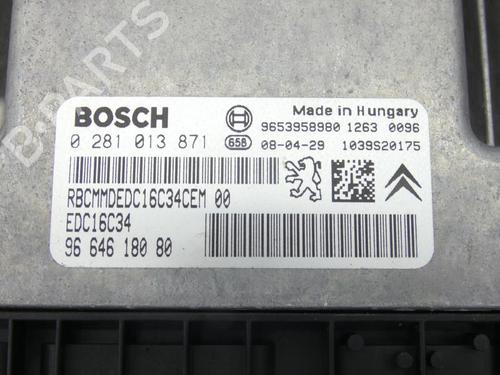 BOSCH
Made in Hungary
9653958980 1263 0096
0 281 013 871
658
08-04-29 1039S20175
RBCMMDEDC16C34CEM 00
EDC16C34
96 646 180 80
B-PARTS